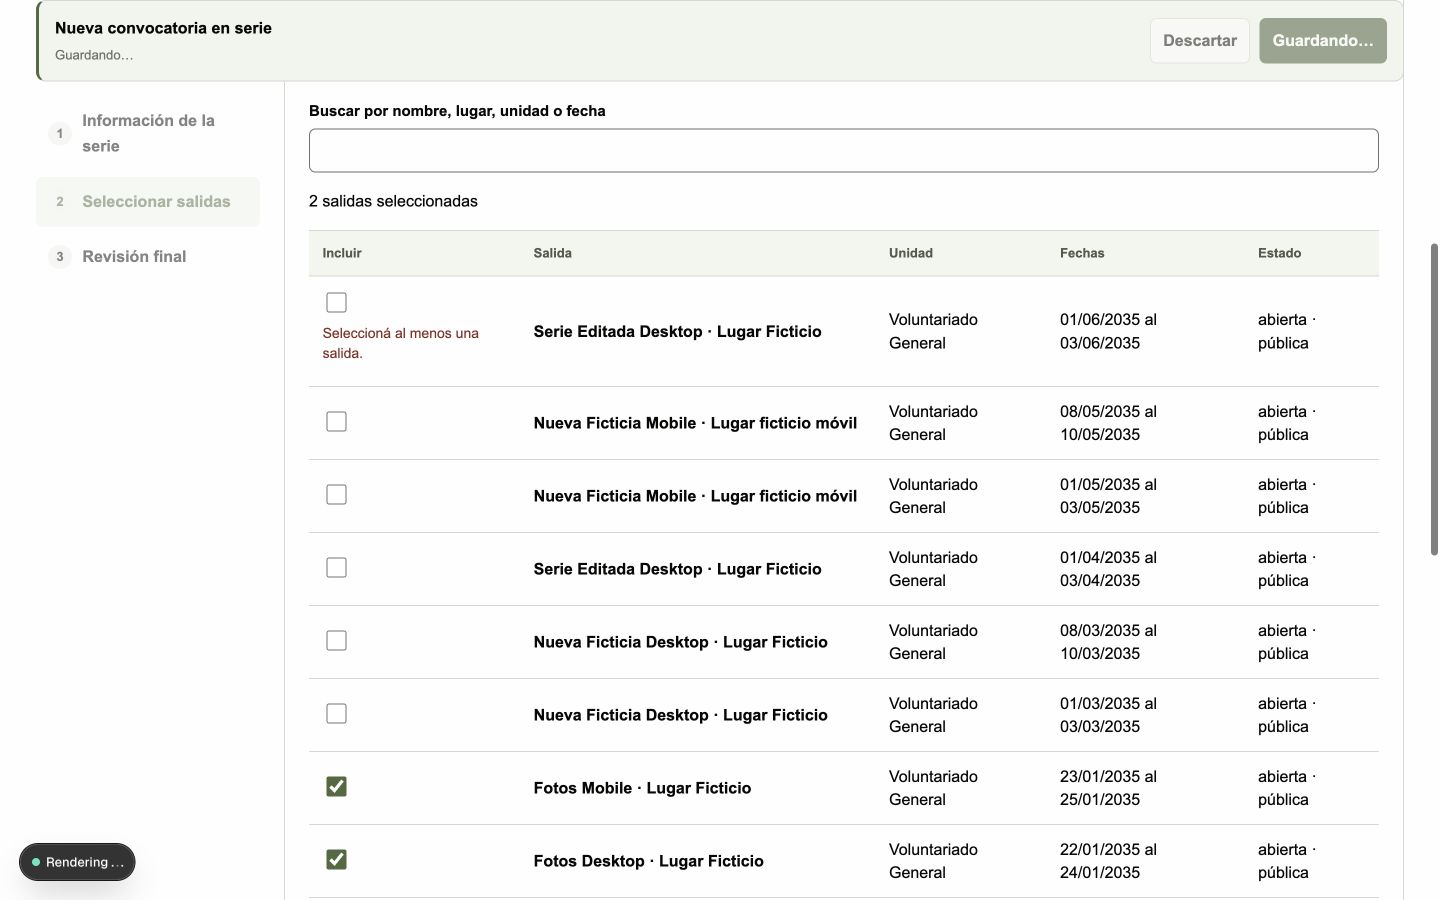 Nueva convocatoria en serie
Guardando…
Descartar
Guardando…
1
Información de la
serie
2
Seleccionar salidas
3
Revisión final
Buscar por nombre, lugar, unidad o fecha
2 salidas seleccionadas
Incluir Salida Unidad Fechas Estado
Seleccioná al menos una
salida.
Serie Editada Desktop · Lugar Ficticio
Voluntariado
General
01/06/2035 al
03/06/2035
abierta ·
pública
Nueva Ficticia Mobile · Lugar ficticio móvil
Voluntariado
General
08/05/2035 al
10/05/2035
abierta ·
pública
Nueva Ficticia Mobile · Lugar ficticio móvil
Voluntariado
General
01/05/2035 al
03/05/2035
abierta ·
pública
Serie Editada Desktop · Lugar Ficticio
Voluntariado
General
01/04/2035 al
03/04/2035
abierta ·
pública
Nueva Ficticia Desktop · Lugar Ficticio
Voluntariado
General
08/03/2035 al
10/03/2035
abierta ·
pública
Nueva Ficticia Desktop · Lugar Ficticio
Voluntariado
General
01/03/2035 al
03/03/2035
abierta ·
pública
Fotos Mobile · Lugar Ficticio
Voluntariado
General
23/01/2035 al
25/01/2035
abierta ·
pública
Fotos Desktop · Lugar Ficticio
Voluntariado
General
22/01/2035 al
24/01/2035
abierta ·
pública
Rendering ...